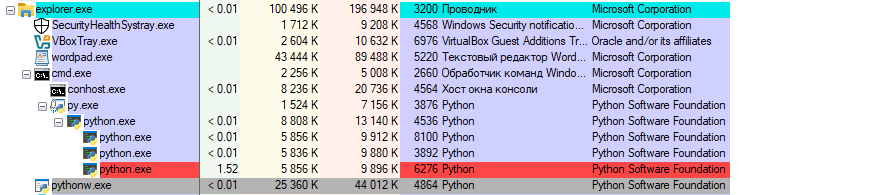 explorer.exe < 0.01 100 496 K 196 948 K 3200 Проводник Microsoft Corporation
SecurityHealthSystray.exe 1 712 K 9 208 K 4568 Windows Security notificatio... Microsoft Corporation
VBoxTray.exe < 0.01 2 604 K 10 632 K 6976 VirtualBox Guest Additions Tr... Oracle and/or its affiliates
wordpad.exe 43 444 K 89 488 K 5220 Текстовый редактор Word... Microsoft Corporation
cmd.exe 2 256 K 5 008 K 2660 Обработчик команд Windo... Microsoft Corporation
conhost.exe < 0.01 8 236 K 20 736 K 4564 Хост окна консоли Microsoft Corporation
py.exe 1 524 K 7 156 K 3876 Python Python Software Foundation
python.exe < 0.01 8 808 K 13 140 K 4536 Python Python Software Foundation
python.exe < 0.01 5 856 K 9 912 K 8100 Python Python Software Foundation
python.exe < 0.01 5 836 K 9 880 K 3892 Python Python Software Foundation
python.exe 1.52 5 856 K 9 896 K 6276 Python Python Software Foundation
pythonw.exe < 0.01 25 360 K 44 012 K 4864 Python Python Software Foundation